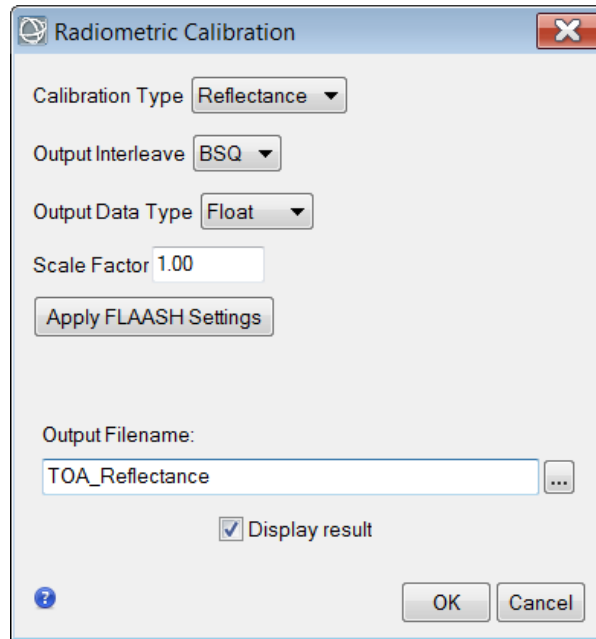 Radiometric Calibration
Calibration Type Reflectance
Output Interleave BSQ
Output Data Type Float
Scale Factor 1.00
Apply FLAASH Settings
Output Filename:
TOA_Reflectance
...
Display result
?
OK Cancel